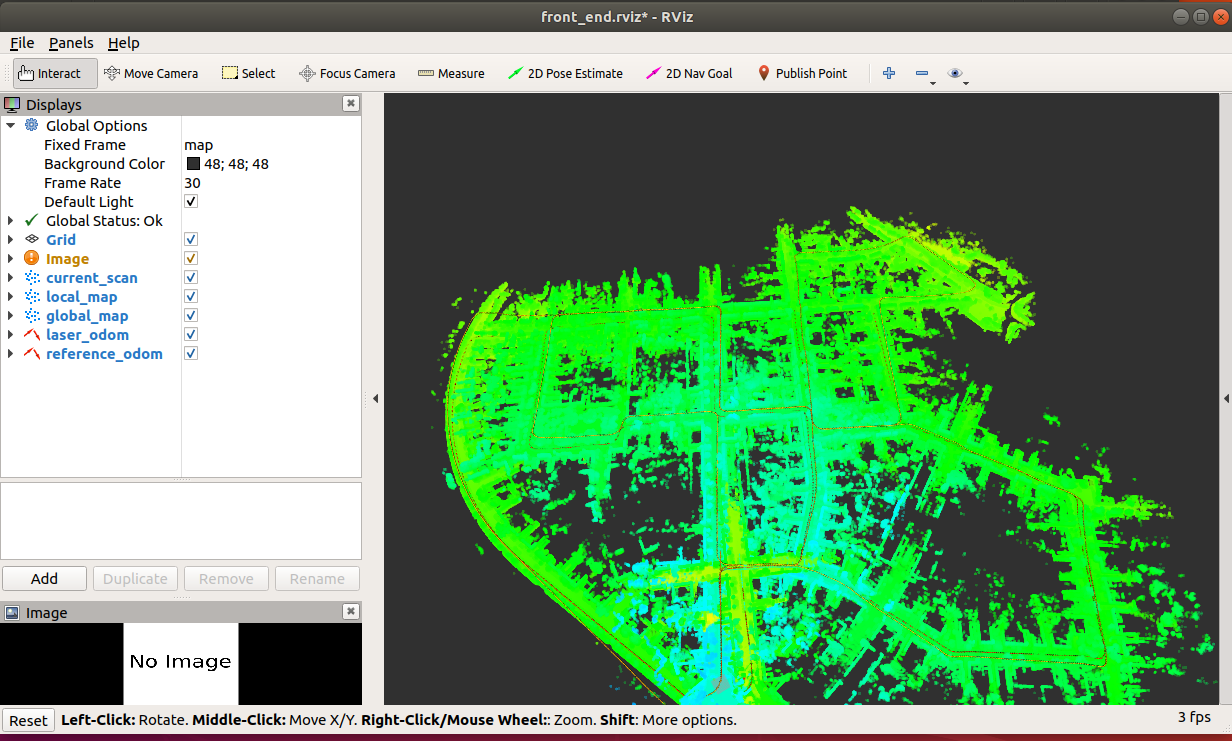 front_end.rviz* - RViz
File Panels Help
Interact Move Camera Select Focus Camera Measure 2D Pose Estimate 2D Nav Goal Publish Point
Displays
Global Options
Fixed Frame map
Background Color 48; 48; 48
Frame Rate 30
Default Light
Global Status: Ok
Grid
Image
current_scan
local_map
global_map
laser_odom
reference_odom
Add Duplicate Remove Rename
Image
No Image
Reset Left-Click: Rotate. Middle-Click: Move X/Y. Right-Click/Mouse Wheel:: Zoom. Shift: More options. 3 fps